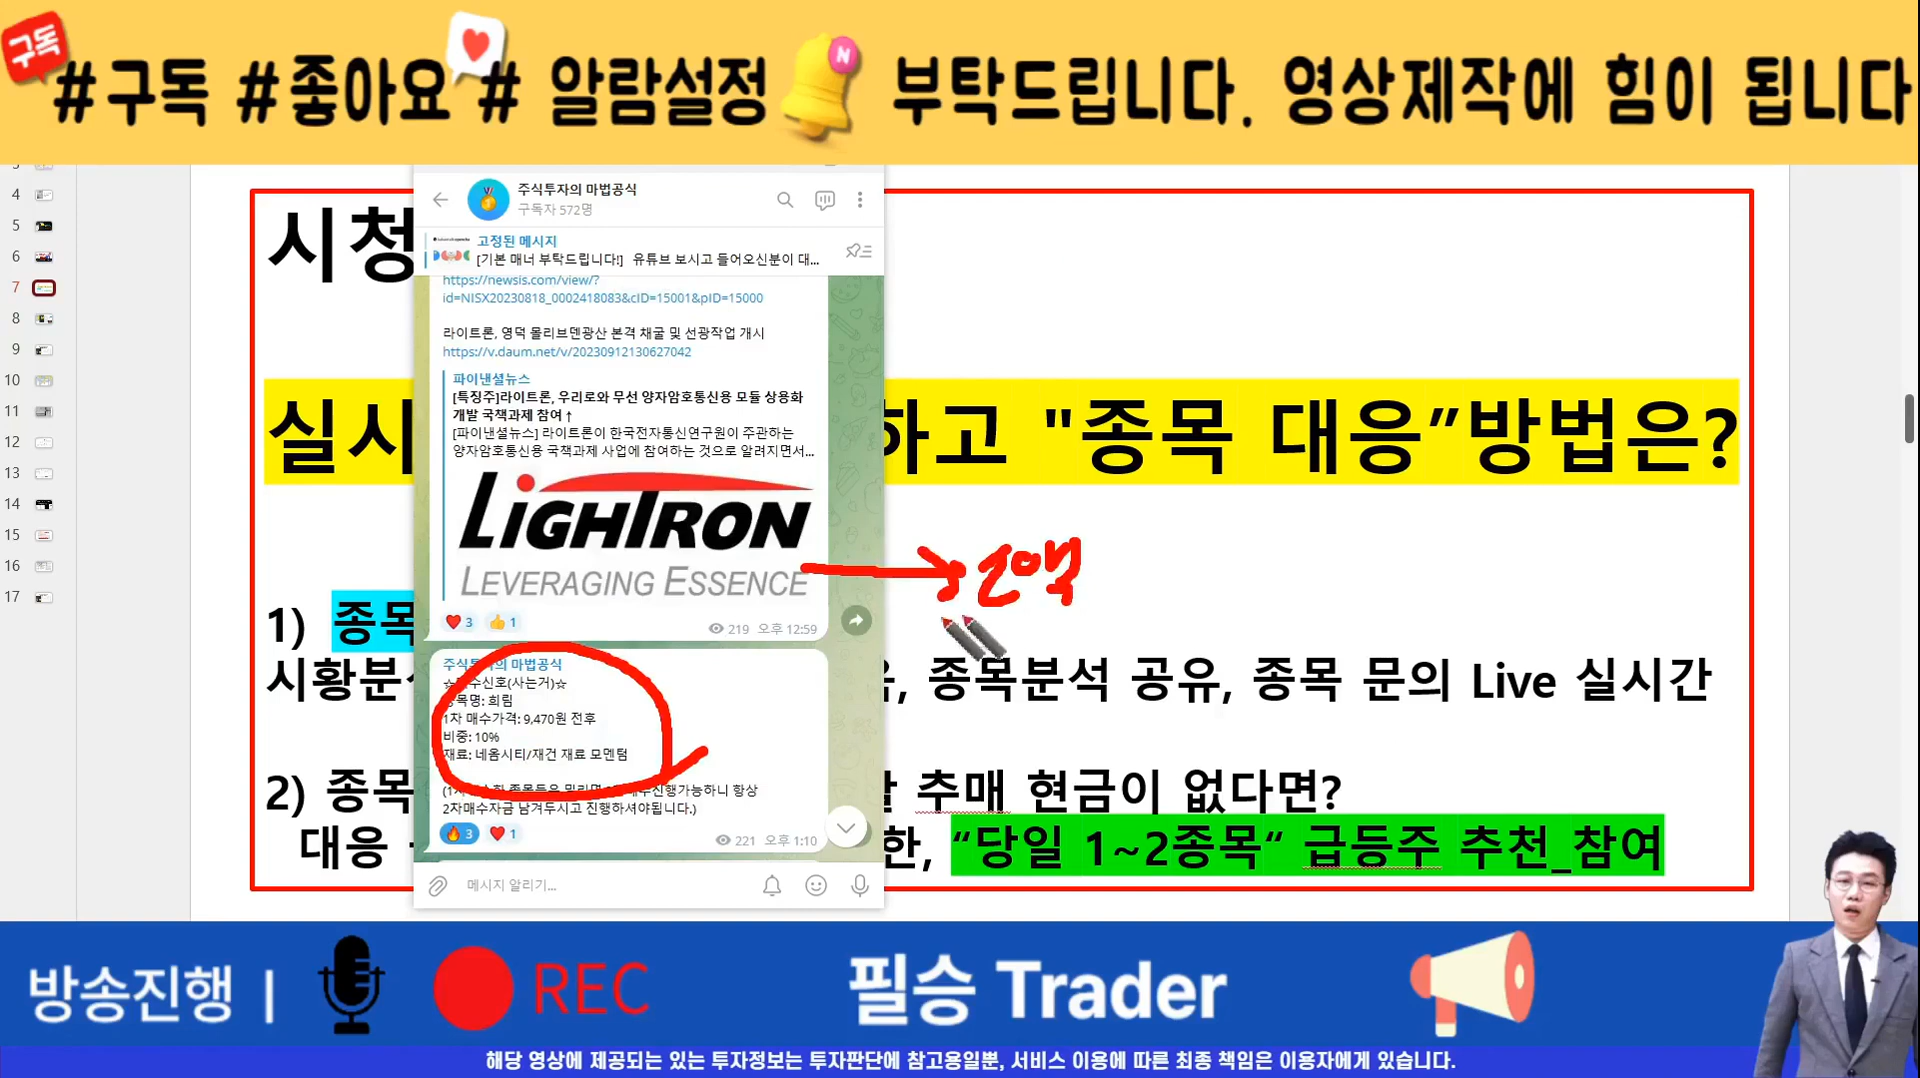 구독
#구독 #좋아요 # 알람설정 N 부탁드립니다. 영상제작에 힘이 됩니다
4
5
6
7
8
9
10
11
12
13
14
15
16
17
시청
주식투자의 마법공식
구독자 572명
고정된 메시지
[기본 매너 부탁드립니다!] 유튜브 보시고 들어오신분이 대...
https://newsis.com/view/?
id=NISX20230818_0002418083&cID=15001&pID=15000
라이트론, 영덕 몰리브덴광산 본격 채굴 및 선광작업 개시
https://v.daum.net/v/20230912130627042
파이낸셜뉴스
[특징주]라이트론, 우리로와 무선 양자암호통신용 모듈 상용화
개발 국책과제 참여↑
[파이낸셜뉴스] 라이트론이 한국전자통신연구원이 주관하는
양자암호통신용 국책과제 사업에 참여하는 것으로 알려지면서...
LIGHTRON
LEVERAGING ESSENCE
3 1
219 오후 12:59
주식투자의 마법공식
☆매수신호(사는거)☆
종목명: 희림
1차 매수가격: 9,470원 전후
비중: 10%
재료: 네옴시티/재건 재료 모멘텀
2차매수자금 남겨두시고 진행하셔야됩니다.)
3 1
221 오후 1:10
메시지 알리기...
실시 하고 "종목 대응”방법은?
1) 종목
시황분 종목분석 공유, 종목 문의 Live 실시간
2) 종목 추매 현금이 없다면?
대응 한, “당일 1~2종목“ 급등주 추천_참여
방송진행 | REC 필승 Trader
해당 영상에 제공되는 있는 투자정보는 투자판단에 참고용일뿐, 서비스 이용에 따른 최종 책임은 이용자에게 있습니다.